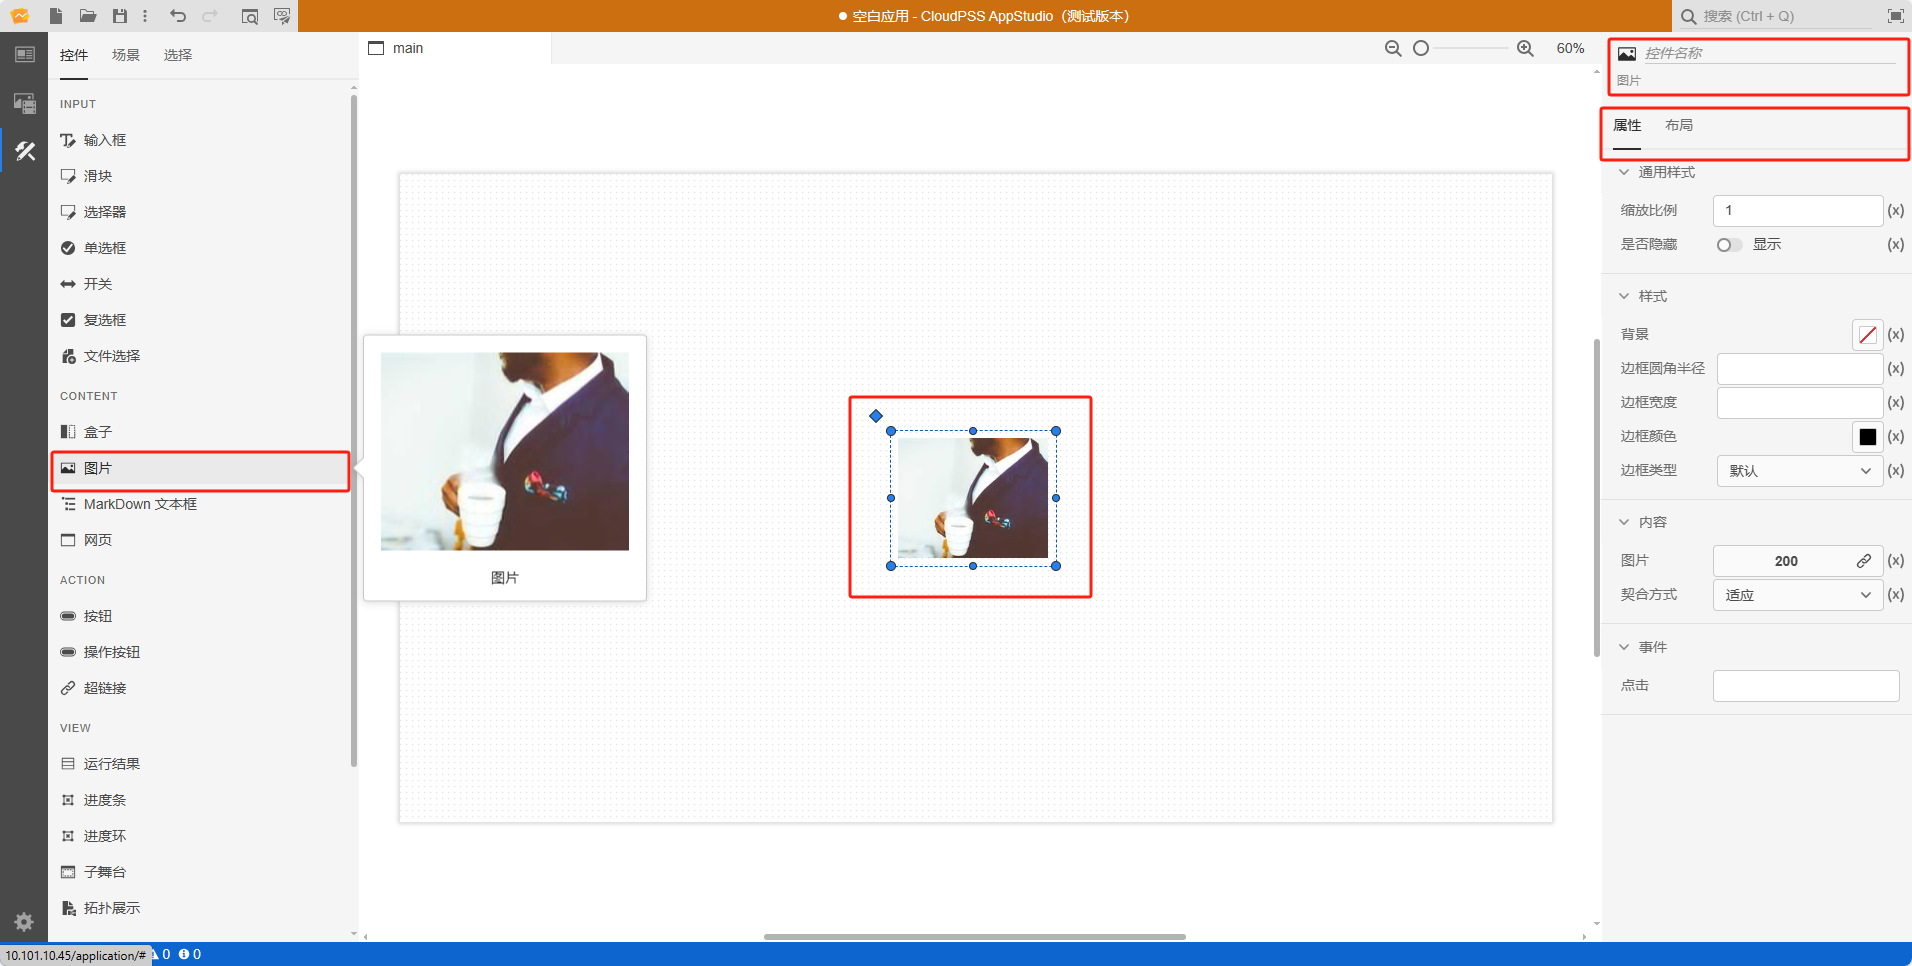 空白应用 - CloudPSS AppStudio（测试版本）
搜索 (Ctrl + Q)
控件
场景
选择
INPUT
输入框
滑块
选择器
单选框
开关
复选框
文件选择
CONTENT
盒子
图片
MarkDown 文本框
网页
ACTION
按钮
操作按钮
超链接
VIEW
运行结果
进度条
进度环
子舞台
拓扑展示
main
60%
图片
控件名称
图片
属性
布局
通用样式
缩放比例
1
(x)
是否隐藏
显示
(x)
样式
背景
(x)
边框圆角半径
(x)
边框宽度
(x)
边框颜色
(x)
边框类型
默认
(x)
内容
图片
200
(x)
契合方式
适应
(x)
事件
点击
10.101.10.45/application/#
0
0